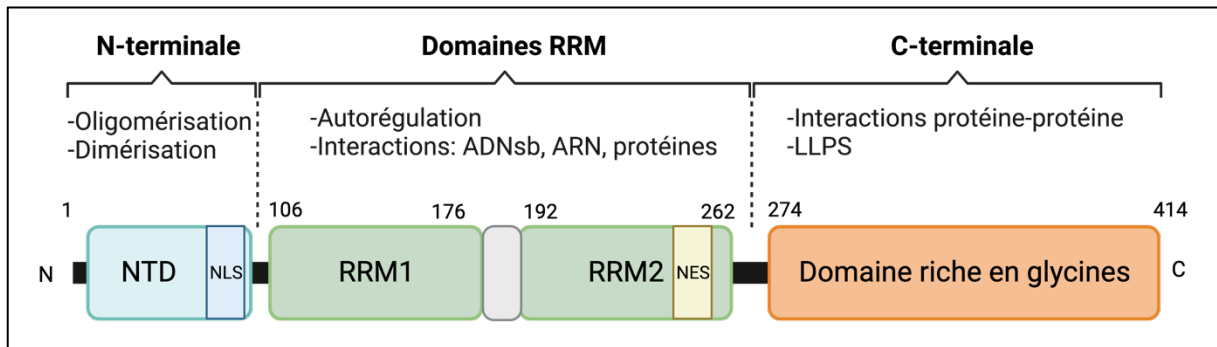 N-terminale
Domaines RRM
C-terminale
-Oligomérisation
-Dimérisation
-Autorégulation
-Interactions: ADNsb, ARN, protéines
-Interactions protéine-protéine
-LLPS
1
106
176
192
262
274
414
N
NTD
NLS
RRM1
RRM2
NES
Domaine riche en glycines
C